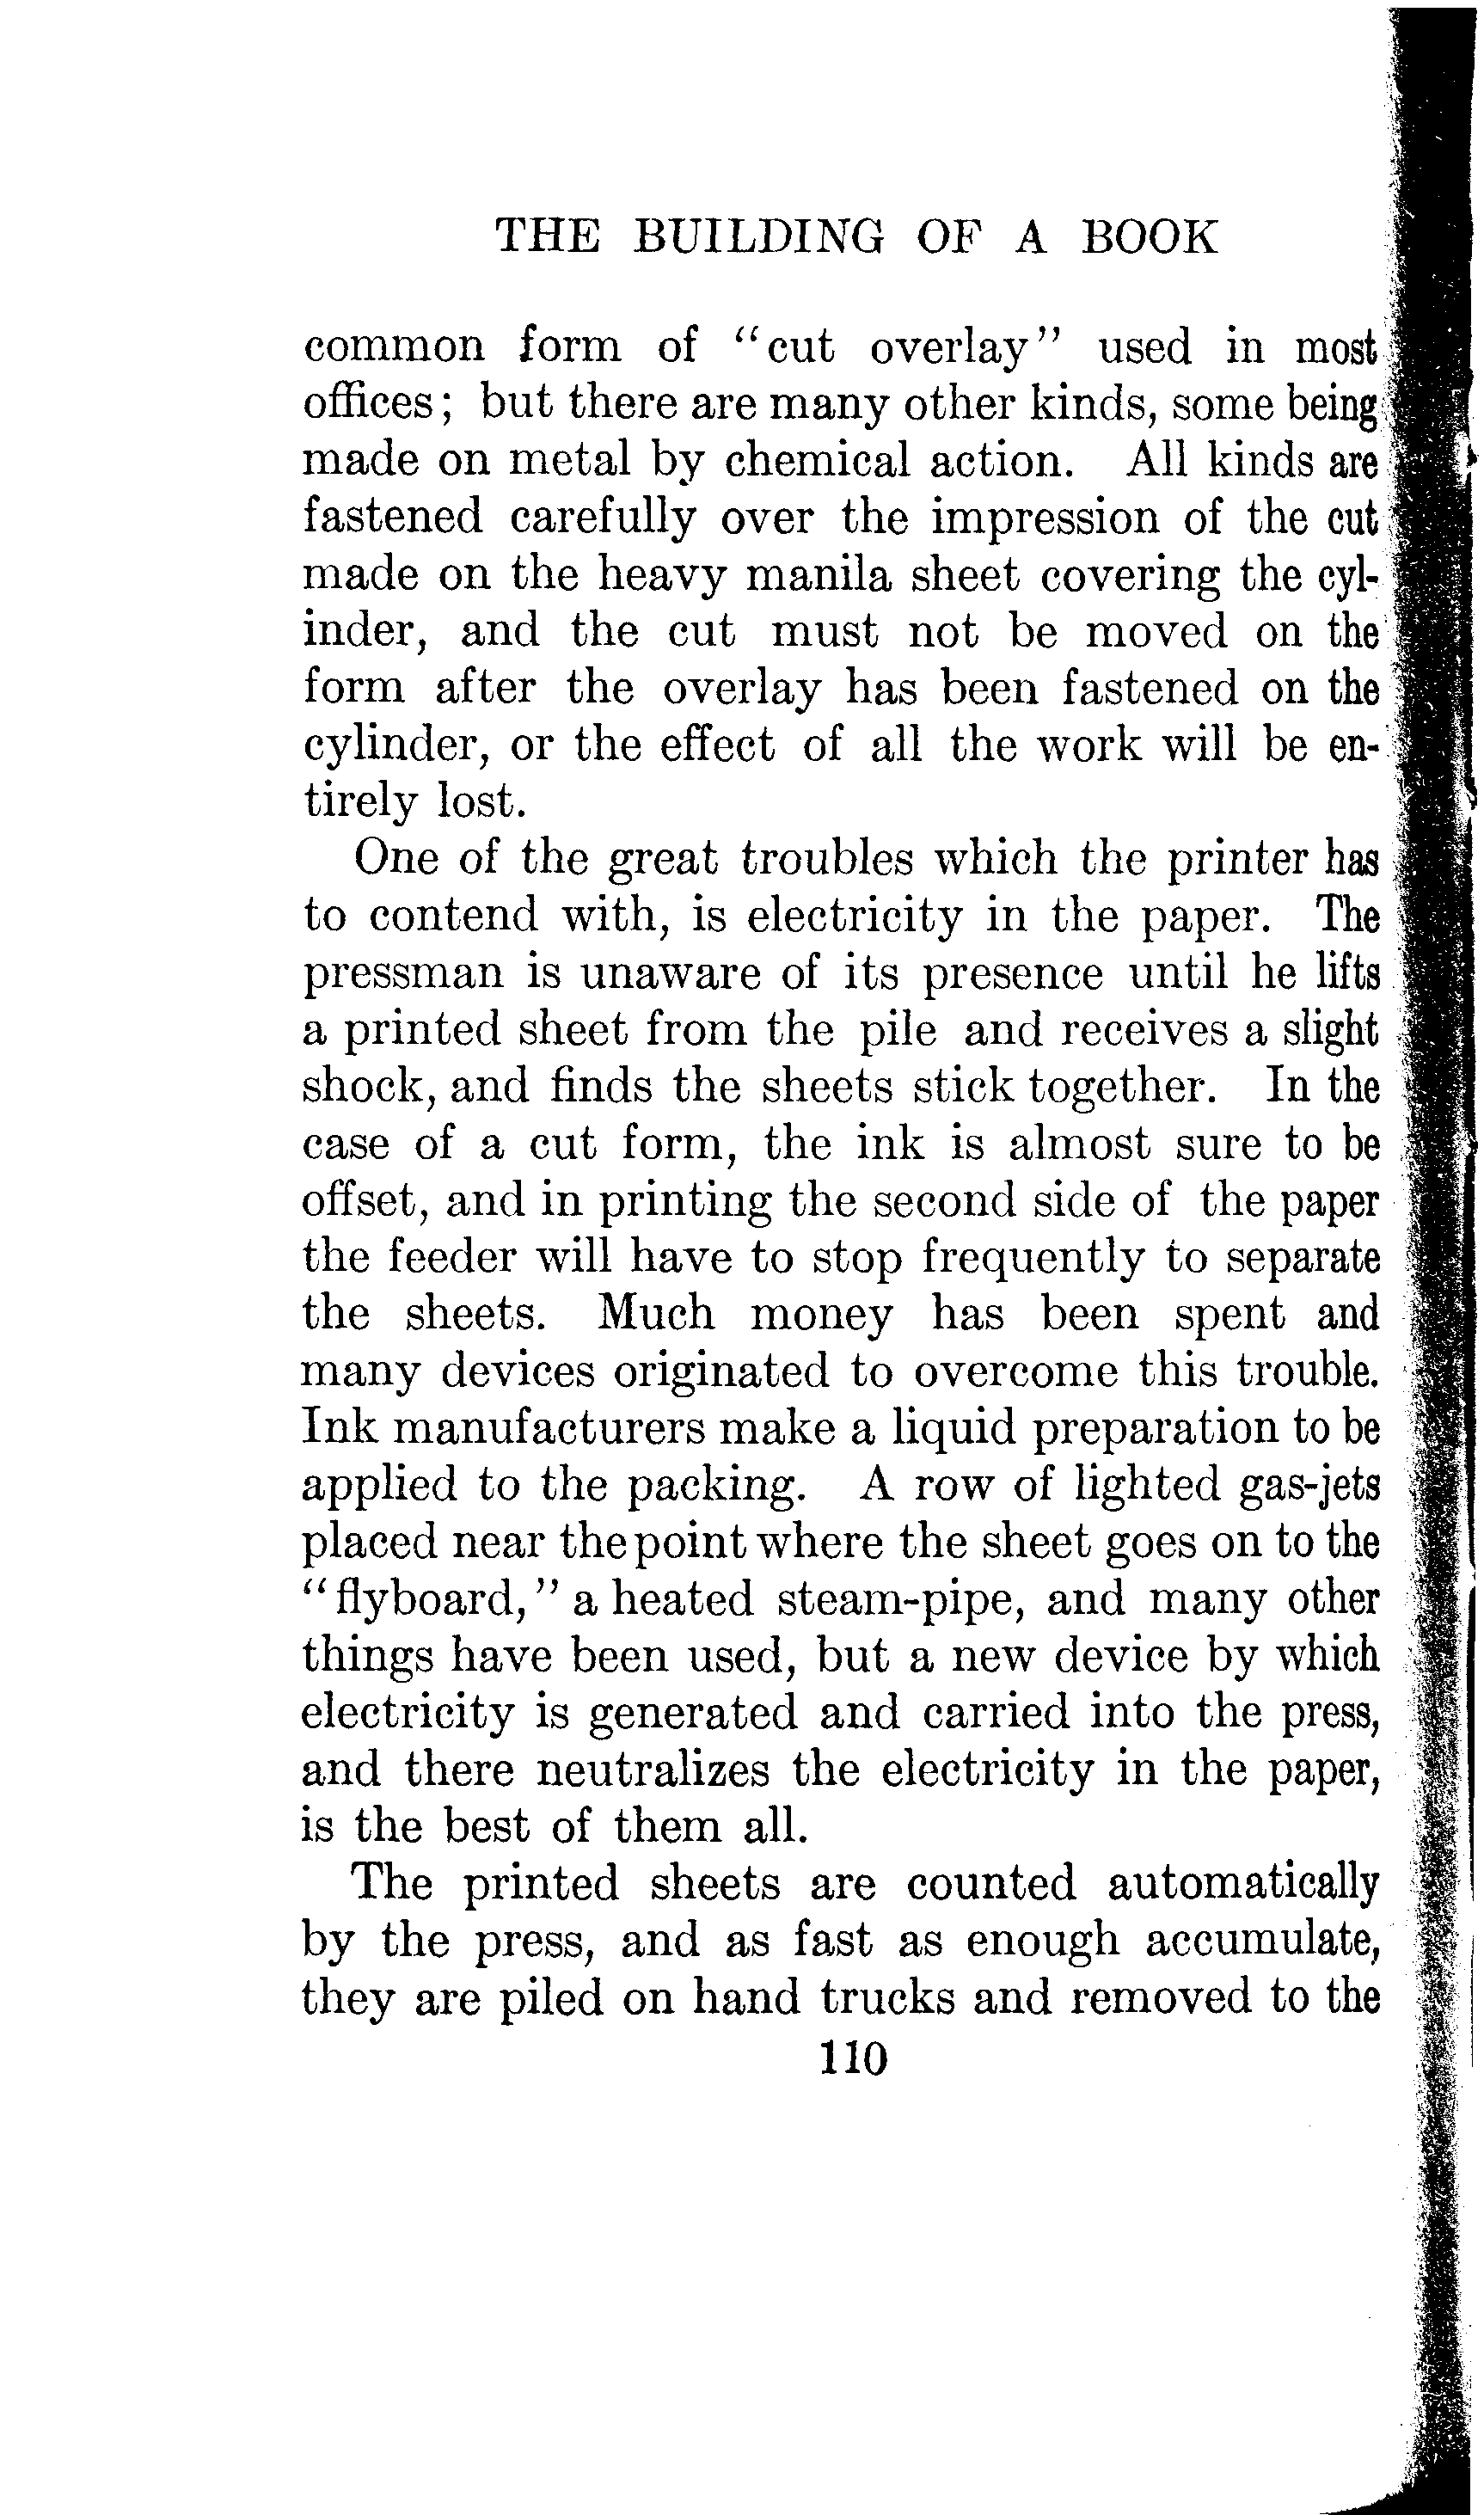 THE BUILDING OF A BOOK
common form of "cut overlay" used in most
offices; but there are many other kinds, some being
made on metal by chemical action. All kinds are
fastened carefully over the impression of the cut
made on the heavy manila sheet covering the cyl-
inder, and the cut must not be moved on the
form after the overlay has been fastened on the
cylinder, or the effect of all the work will be en-
tirely lost.
One of the great troubles which the printer has
to contend with, is electricity in the paper. The
pressman is unaware of its presence until he lifts
a printed sheet from the pile and receives a slight
shock, and finds the sheets stick together. In the
case of a cut form, the ink is almost sure to be
offset, and in printing the second side of the paper
the feeder will have to stop frequently to separate
the sheets. Much money has been spent and
many devices originated to overcome this trouble.
Ink manufacturers make a liquid preparation to be
applied to the packing. A row of lighted gas-jets
placed near the point where the sheet goes on to the
"flyboard," a heated steam-pipe, and many other
things have been used, but a new device by which
electricity is generated and carried into the press,
and there neutralizes the electricity in the paper,
is the best of them all.
The printed sheets are counted automatically
by the press, and as fast as enough accumulate,
they are piled on hand trucks and removed to the
110